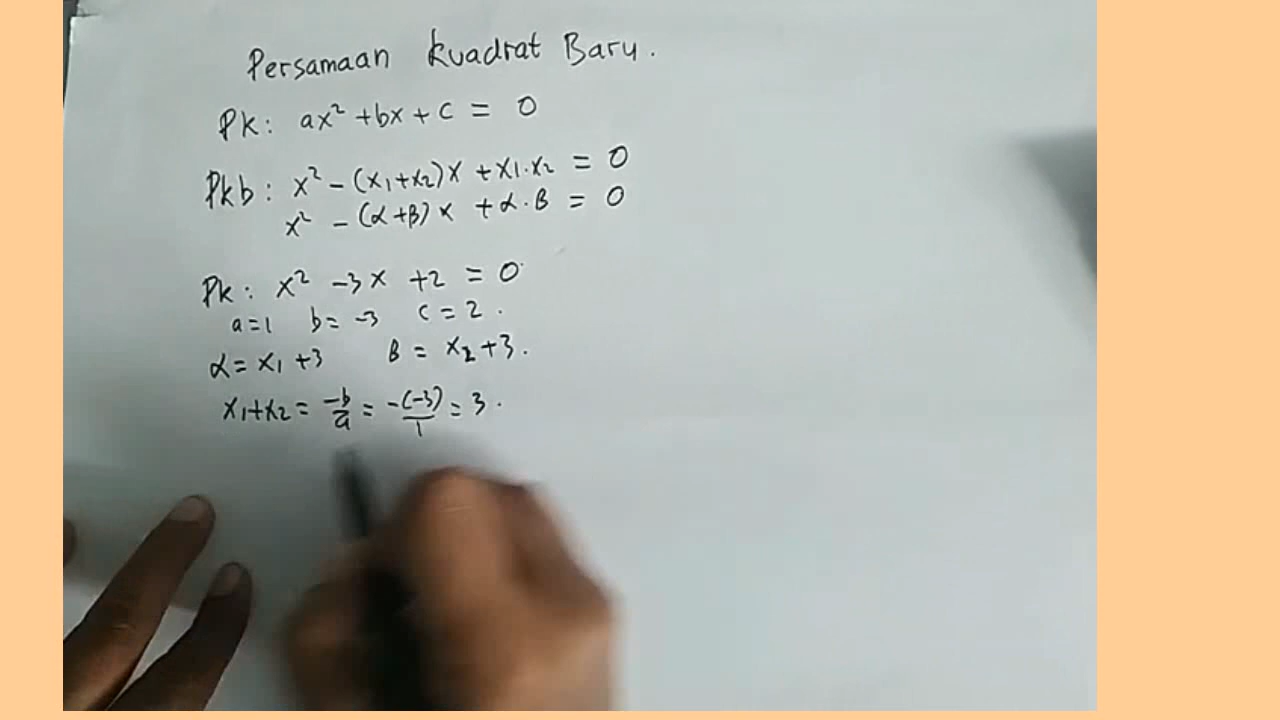 Persamaan kuadrat Baru.
Pk: ax² + bx + c = 0
Pkb: x² - (x₁+x₂)x + x₁.x₂ = 0
x² - (α+β) x + α.β = 0
Pk: x² -3x +2 = 0
a=1 b= -3 c=2.
α= x₁ +3 β = x₂+3.
x₁+x₂ = -b/a = -(-3)/1 = 3.